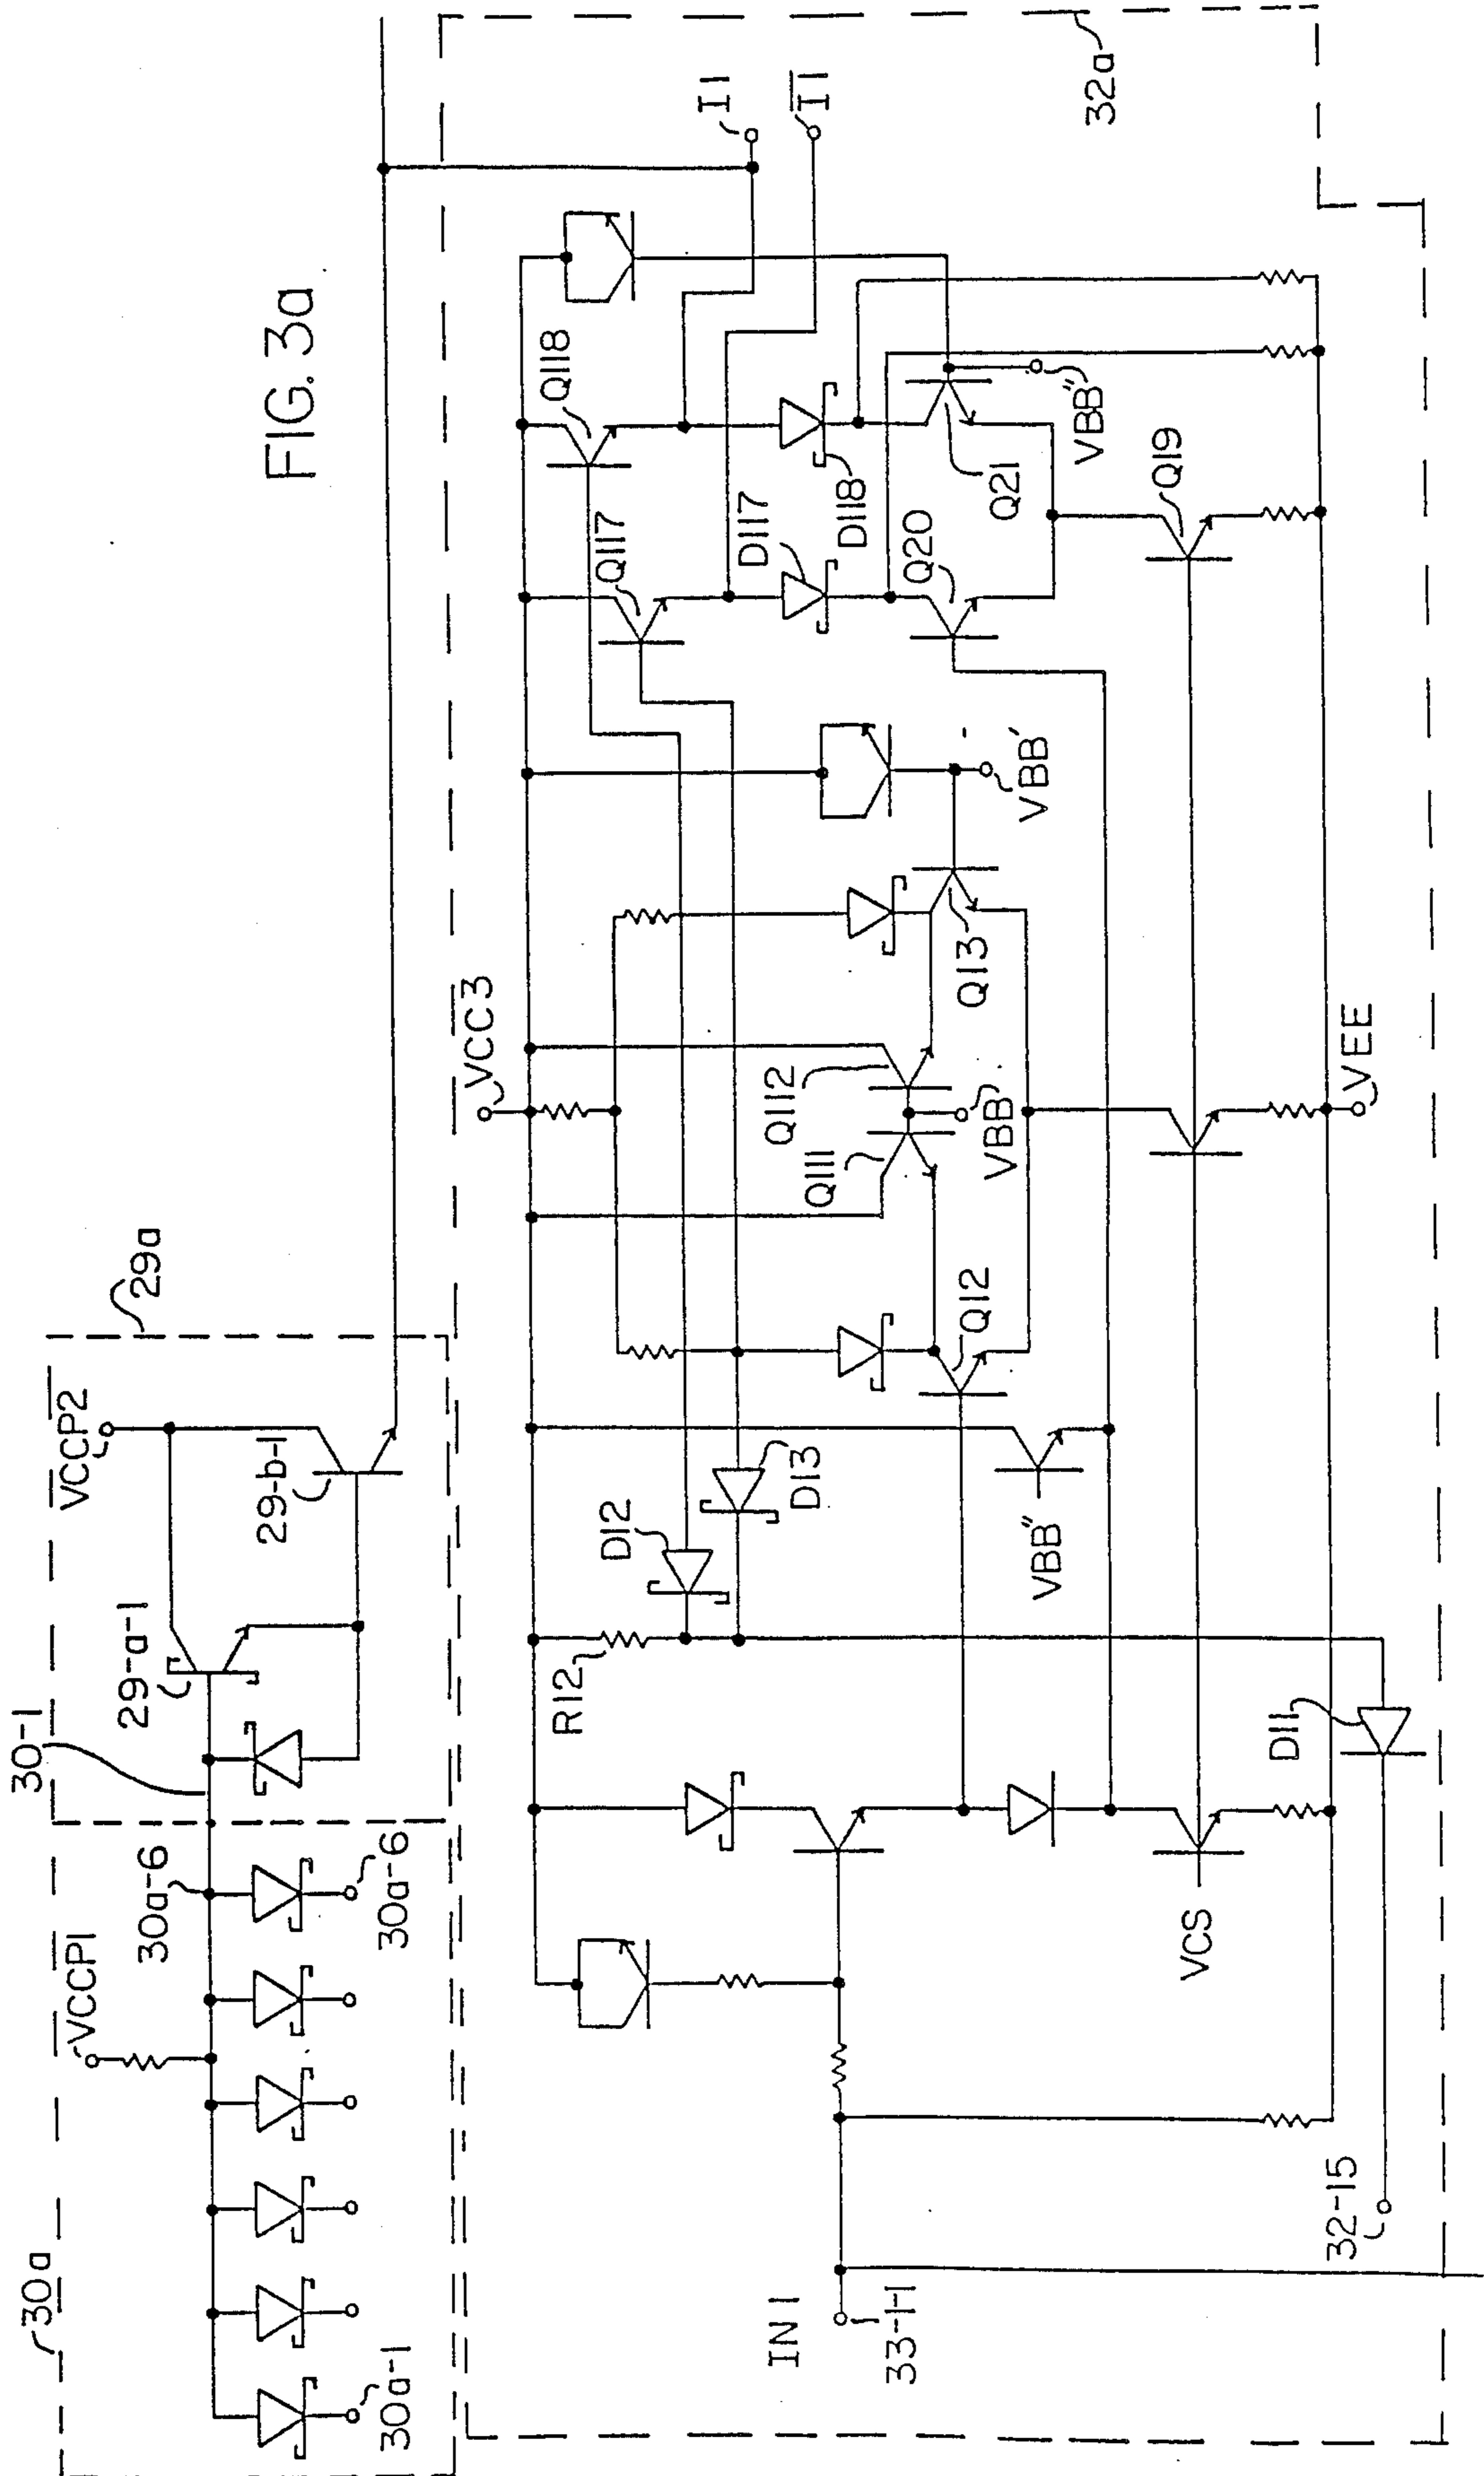 FIG. 3a
30a
VCCP1
30a-6
30a-6
30a-1
30-1
29-a-1
VCCP2
29-b-1
29a
VCC3
I1
I1
32a
Q118
Q117
D117
D118
Q20
Q21
VBB"
Q19
VBB'
Q13
Q112
Q111
VBB
Q12
D12
D13
R12
VBB"
D11
VCS
VEE
IN 1
33-1-1
32-15